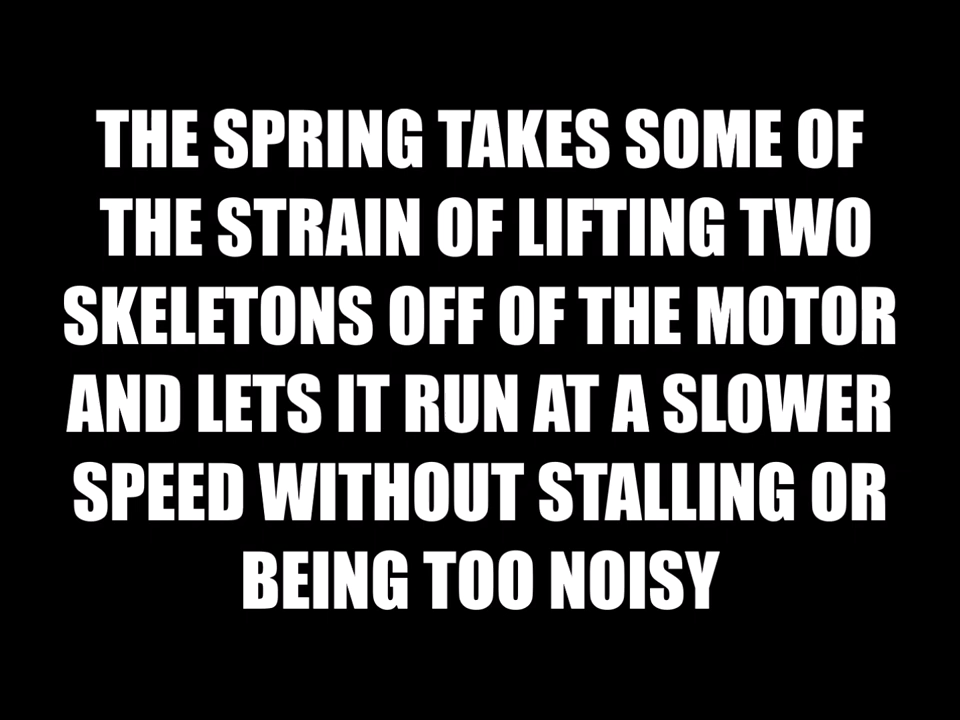 THE SPRING TAKES SOME OF
THE STRAIN OF LIFTING TWO
SKELETONS OFF OF THE MOTOR
AND LETS IT RUN AT A SLOWER
SPEED WITHOUT STALLING OR
BEING TOO NOISY